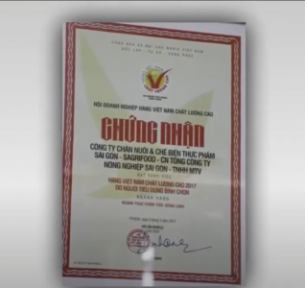 HỘI DOANH NGHIỆP HÀNG VIỆT NAM CHẤT LƯỢNG CAO
CHỨNG NHẬN
CÔNG TY CHĂN NUÔI & CHẾ BIẾN THỰC PHẨM
SÀI GÒN - SAGRIFOOD - CN TỔNG CÔNG TY
NÔNG NGHIỆP SÀI GÒN - TNHH MTV
HÀNG VIỆT NAM CHẤT LƯỢNG CAO 2017
DO NGƯỜI TIÊU DÙNG BÌNH CHỌN